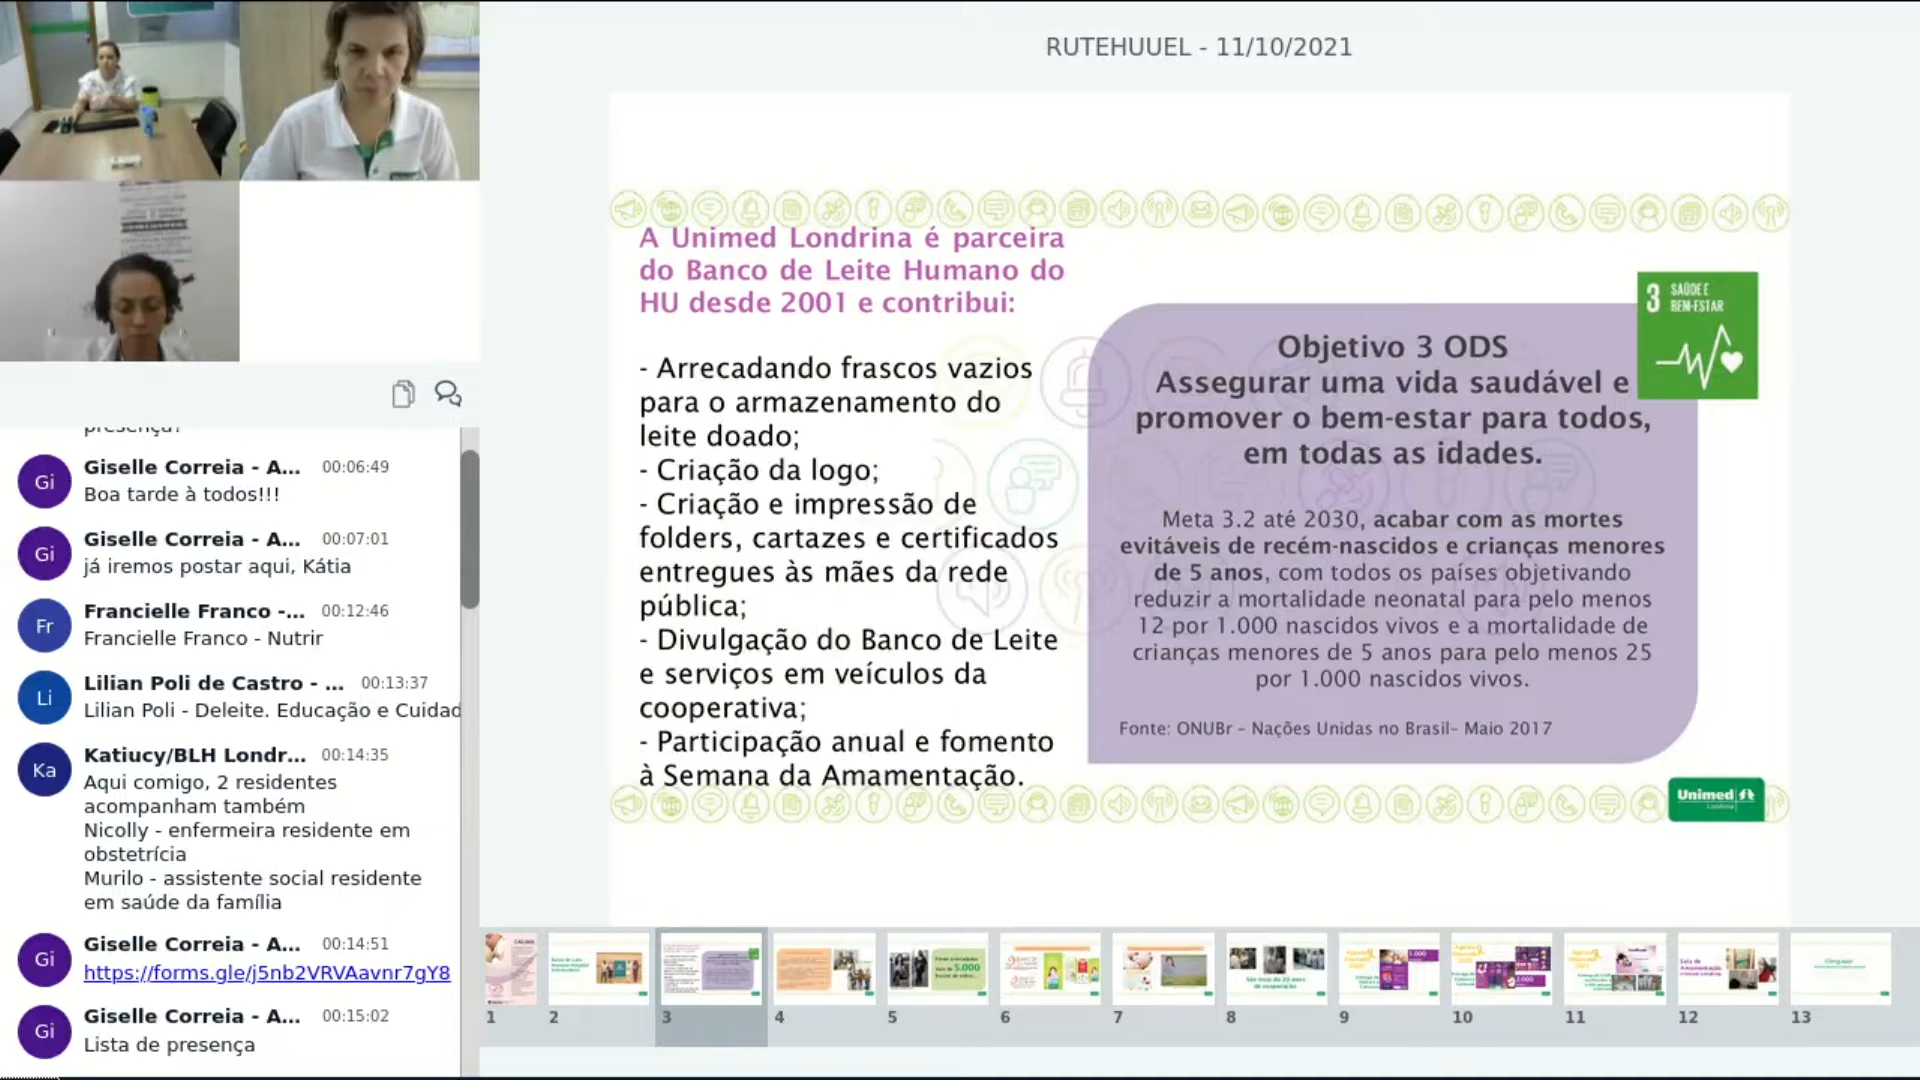 RUTEHUUEL - 11/10/2021
A Unimed Londrina é parceira
do Banco de Leite Humano do
HU desde 2001 e contribui:
- Arrecadando frascos vazios
para o armazenamento do
leite doado;
- Criação da logo;
- Criação e impressão de
folders, cartazes e certificados
entregues às mães da rede
pública;
- Divulgação do Banco de Leite
e serviços em veículos da
cooperativa;
- Participação anual e fomento
à Semana da Amamentação.
3 SAÚDE E
BEM-ESTAR
Objetivo 3 ODS
Assegurar uma vida saudável e
promover o bem-estar para todos,
em todas as idades.
Meta 3.2 até 2030, acabar com as mortes
evitáveis de recém-nascidos e crianças menores
de 5 anos, com todos os países objetivando
reduzir a mortalidade neonatal para pelo menos
12 por 1.000 nascidos vivos e a mortalidade de
crianças menores de 5 anos para pelo menos 25
por 1.000 nascidos vivos.
Fonte: ONUBr – Nações Unidas no Brasil– Maio 2017
Unimed
Londrina
presença?
Gi
Giselle Correia - A... 00:06:49
Boa tarde à todos!!!
Gi
Giselle Correia - A... 00:07:01
já iremos postar aqui, Kátia
Fr
Francielle Franco -... 00:12:46
Francielle Franco - Nutrir
Li
Lilian Poli de Castro - ... 00:13:37
Lilian Poli - Deleite. Educação e Cuidad
Ka
Katiucy/BLH Londr... 00:14:35
Aqui comigo, 2 residentes
acompanham também
Nicolly - enfermeira residente em
obstetrícia
Murilo - assistente social residente
em saúde da família
Gi
Giselle Correia - A... 00:14:51
https://forms.gle/j5nb2VRVAavnr7gY8
Gi
Giselle Correia - A... 00:15:02
Lista de presença
1 2 3 4 5 6 7 8 9 10 11 12 13